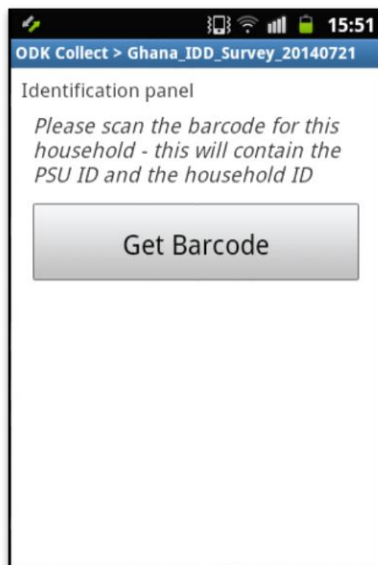 15:51
ODK Collect > Ghana_IDD_Survey_20140721
Identification panel
Please scan the barcode for this
household - this will contain the
PSU ID and the household ID
Get Barcode